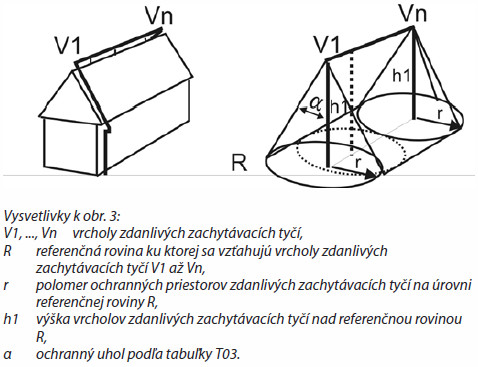 V1
Vn
V1
Vn
h1
α
h1
r
R
r
Vysvetlivky k obr. 3:
V1, ..., Vn vrcholy zdanlivých zachytávacích tyčí,
R referenčná rovina ku ktorej sa vzťahujú vrcholy zdanlivých
zachytávacích tyčí V1 až Vn,
r polomer ochranných priestorov zdanlivých zachytávacích tyčí na úrovni
referenčnej roviny R,
h1 výška vrcholov zdanlivých zachytávacích tyčí nad referenčnou rovinou
R,
α ochranný uhol podľa tabuľky T03.